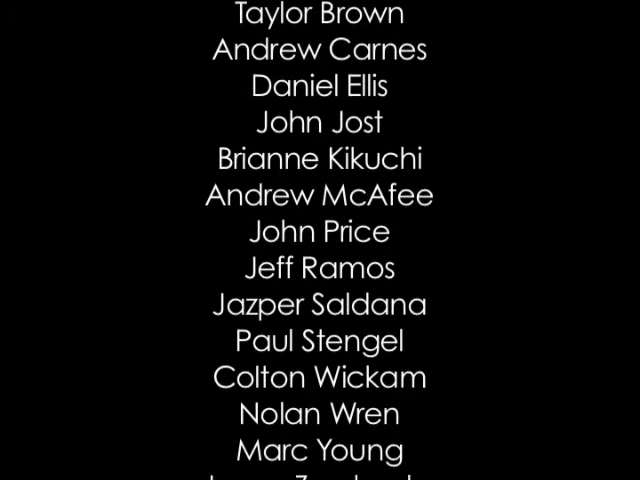 Taylor Brown
Andrew Carnes
Daniel Ellis
John Jost
Brianne Kikuchi
Andrew McAfee
John Price
Jeff Ramos
Jazper Saldana
Paul Stengel
Colton Wickam
Nolan Wren
Marc Young